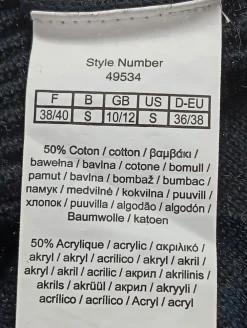 Style Number
49534
F B GB US D-EU
38/40 S 10/12 S 36/38
50% Coton / cotton / βαμβάκι /
bawełna / bavlna / cotone / bomull /
pamut / bavlna / bombaž / bumbac /
памук / medvilnė / kokvilna / puuvill /
хлопок / puuvilla / algodão / algodón /
Baumwolle / katoen
50% Acrylique / acrylic / ακριλικό /
akryl / akryl / acrilico / akryl / akril /
akryl / akril / acrilic / акрил / akrilinis /
akrils / akrüül / акрил / akryyli /
acrílico / acrílico / Acryl / acryl